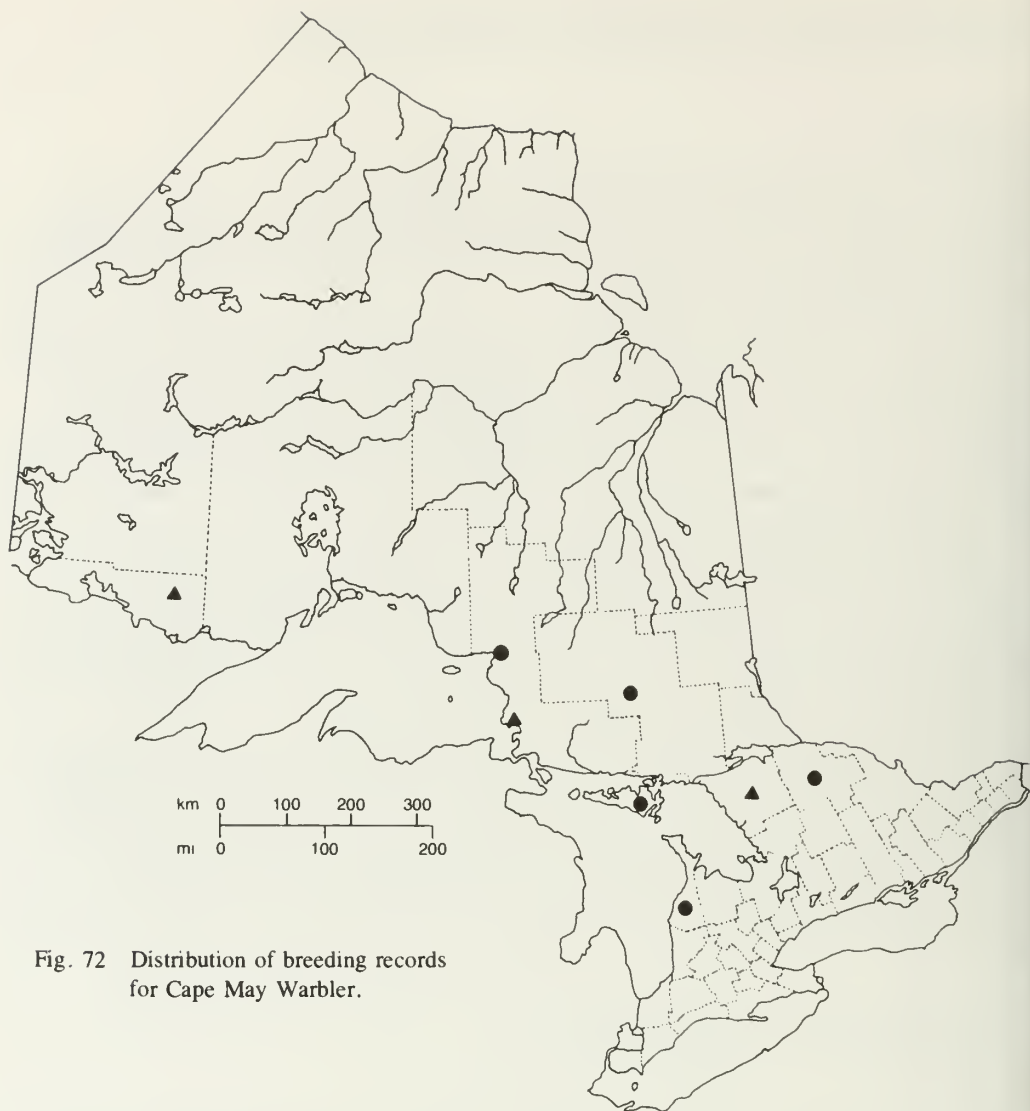 km 0 100 200 300
mi 0 100 200
Fig. 72 Distribution of breeding records
for Cape May Warbler.